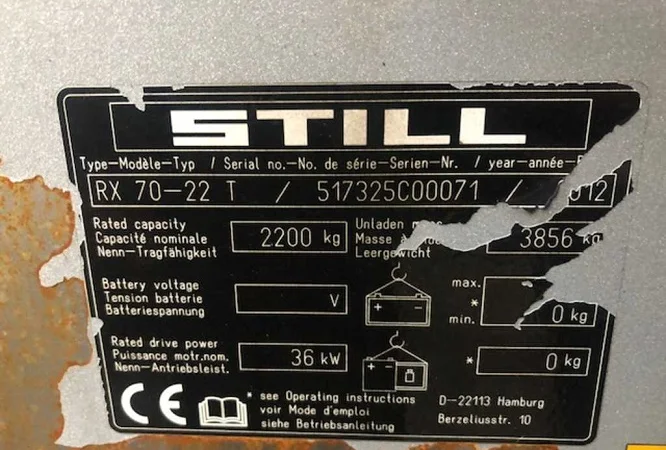 STILL
Type-Modèle-Typ / Serial no.-No. de série-Serien-Nr. / year-année-
RX 70-22 T / 517325C00071 / 012
Rated capacity
Capacité nominale
Nenn-Tragfähigkeit
2200 kg
Unladen
Masse à
Leergewicht
3856 kg
Battery voltage
Tension batterie
Batteriespannung
V
+ -
max.
*
min.
0 kg
Rated drive power
Puissance motr.nom.
Nenn-Antriebsleist.
36 kW
+ -
* 0 kg
CE
* see Operating instructions
voir Mode d'emploi
siehe Betriebsanleitung
D-22113 Hamburg
Berzeliusstr. 10